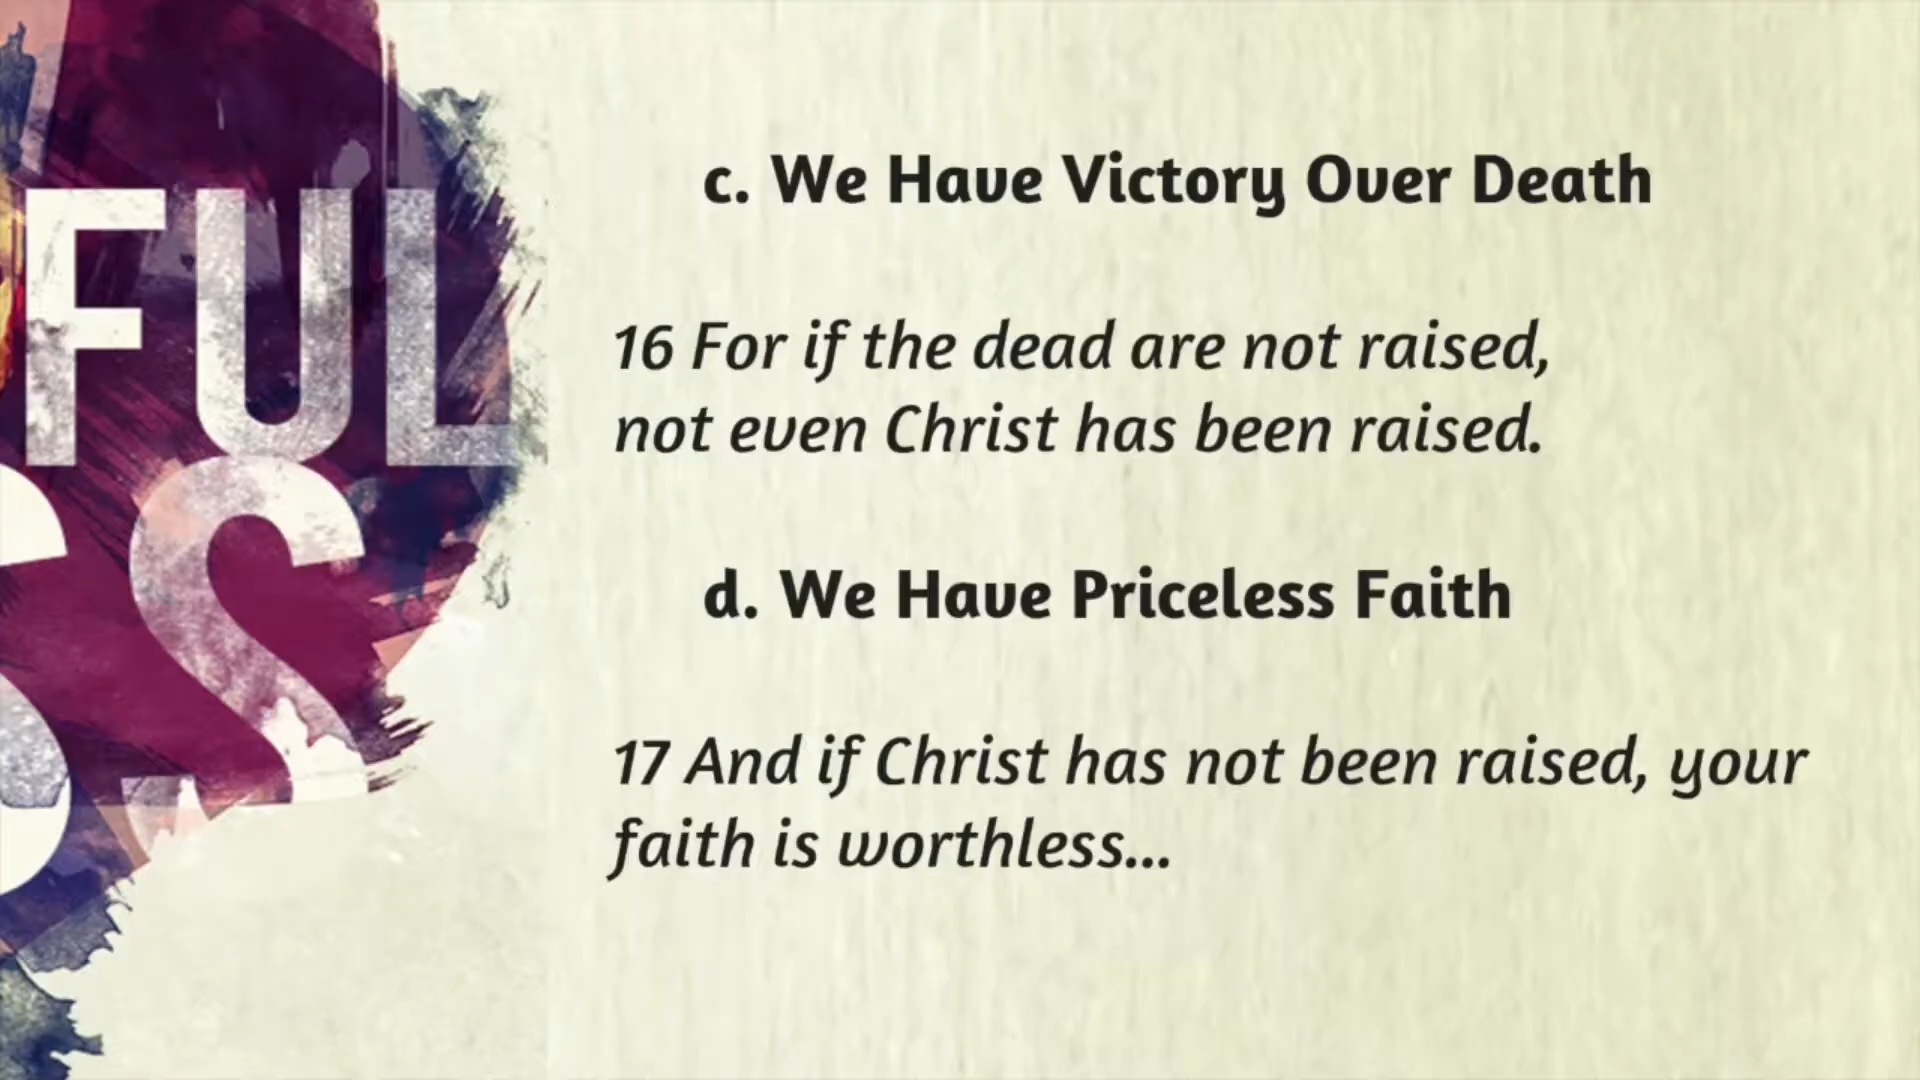 FUL
c. We Have Victory Over Death
16 For if the dead are not raised,
not even Christ has been raised.
d. We Have Priceless Faith
17 And if Christ has not been raised, your
faith is worthless...